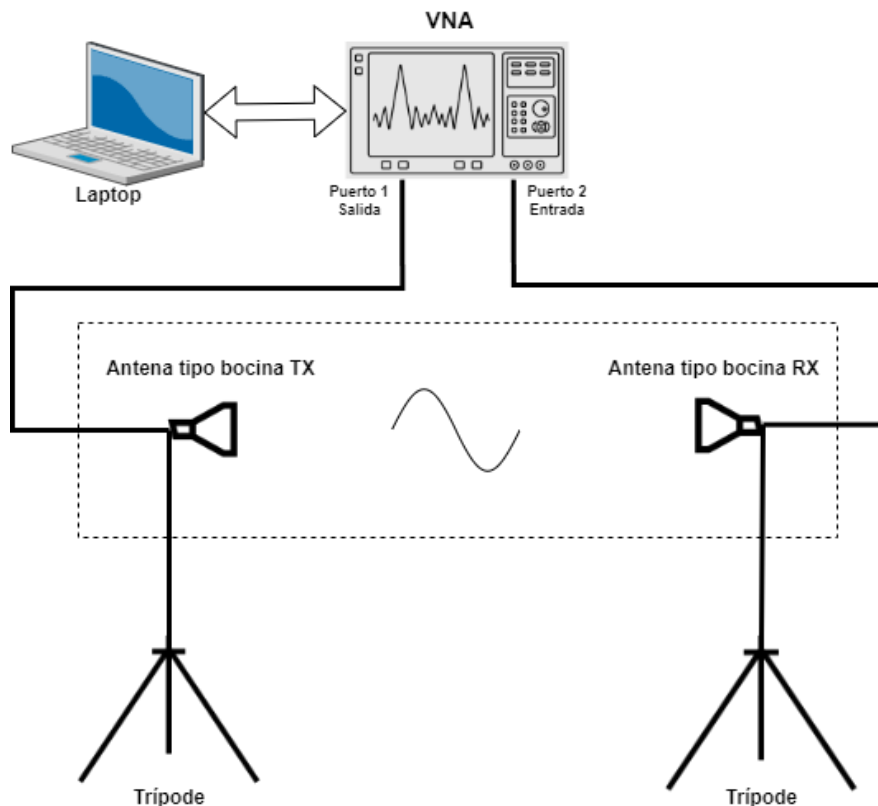 VNA
Laptop
Puerto 1
Salida
Puerto 2
Entrada
Antena tipo bocina TX
Antena tipo bocina RX
Trípode
Trípode